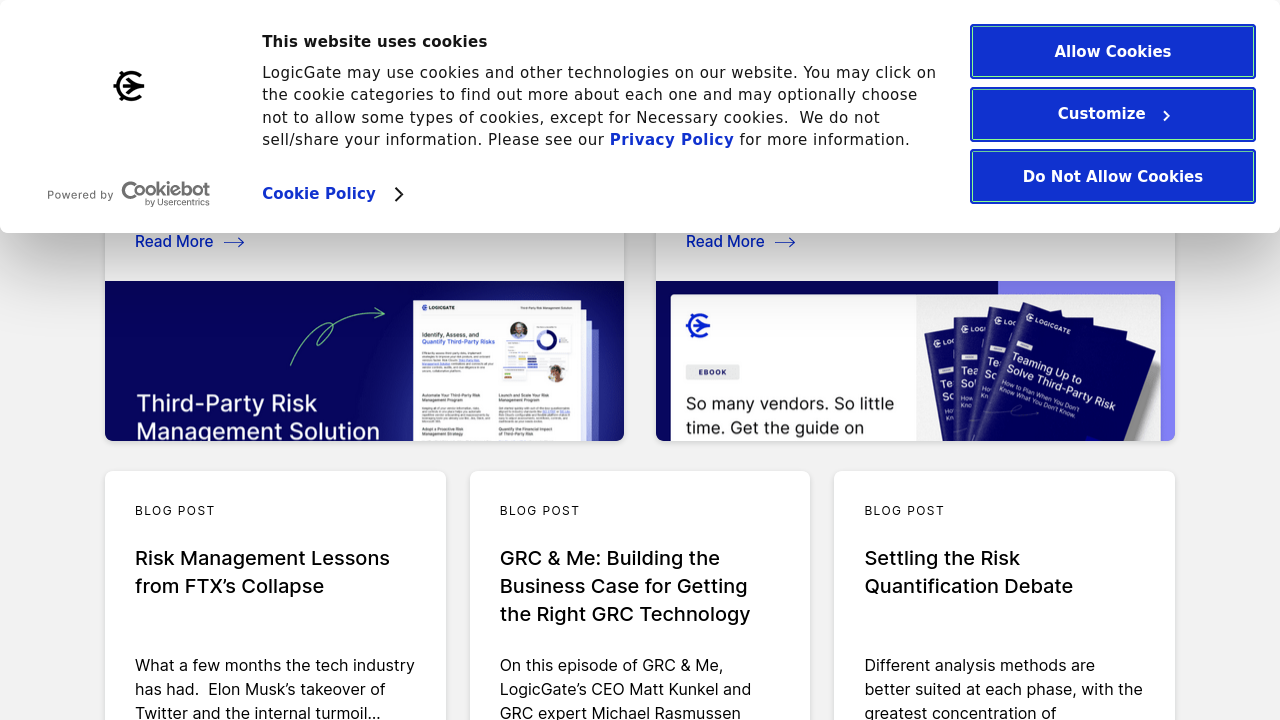 This website uses cookies
LogicGate may use cookies and other technologies on our website. You may click on
the cookie categories to find out more about each one and may optionally choose
not to allow some types of cookies, except for Necessary cookies.  We do not
sell/share your information. Please see our Privacy Policy for more information.
Cookie Policy
Powered by Cookiebot
by Usercentrics
Allow Cookies
Customize
Do Not Allow Cookies
Read More
Read More
Third-Party Risk
Management Solution
LOGICGATE
Third-Party Risk Management Solution
Identify, Assess, and
Quantify Third-Party Risks
Automate Your Third-Party Risk
Management Program
Launch and Scale Your Risk
Management Program
Adopt a Proactive Risk
Management Strategy
Quantify the Financial Impact
of Third-Party Risk
EBOOK
So many vendors. So little
time. Get the guide on
LOGICGATE
Teaming Up to
Solve Third-Party Risk
How to Plan When You Don't
Know What You Don't Know.
BLOG POST
Risk Management Lessons
from FTX’s Collapse
What a few months the tech industry
has had.  Elon Musk’s takeover of
Twitter and the internal turmoil...
BLOG POST
GRC & Me: Building the
Business Case for Getting
the Right GRC Technology
On this episode of GRC & Me,
LogicGate’s CEO Matt Kunkel and
GRC expert Michael Rasmussen
BLOG POST
Settling the Risk
Quantification Debate
Different analysis methods are
better suited at each phase, with the
greatest concentration of